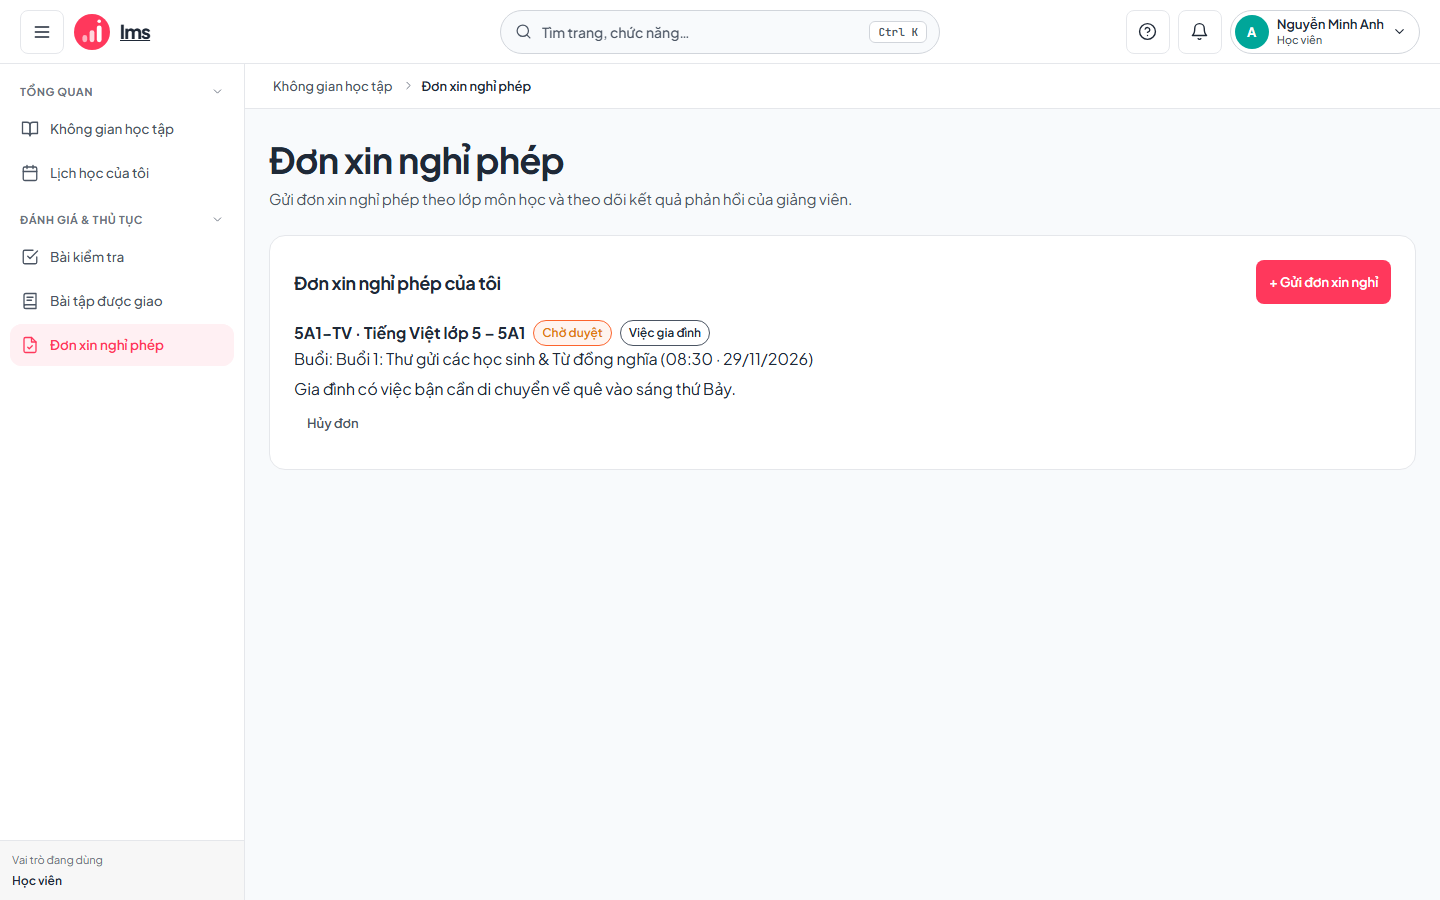 lms
Tìm trang, chức năng...
Ctrl K
A
Nguyễn Minh Anh
Học viên
TỔNG QUAN
Không gian học tập
Lịch học của tôi
ĐÁNH GIÁ & THỦ TỤC
Bài kiểm tra
Bài tập được giao
Đơn xin nghỉ phép
Vai trò đang dùng
Học viên
Không gian học tập > Đơn xin nghỉ phép
Đơn xin nghỉ phép
Gửi đơn xin nghỉ phép theo lớp môn học và theo dõi kết quả phản hồi của giảng viên.
Đơn xin nghỉ phép của tôi
+ Gửi đơn xin nghỉ
5A1-TV · Tiếng Việt lớp 5 – 5A1 Chờ duyệt Việc gia đình
Buổi: Buổi 1: Thư gửi các học sinh & Từ đồng nghĩa (08:30 · 29/11/2026)
Gia đình có việc bận cần di chuyển về quê vào sáng thứ Bảy.
Hủy đơn